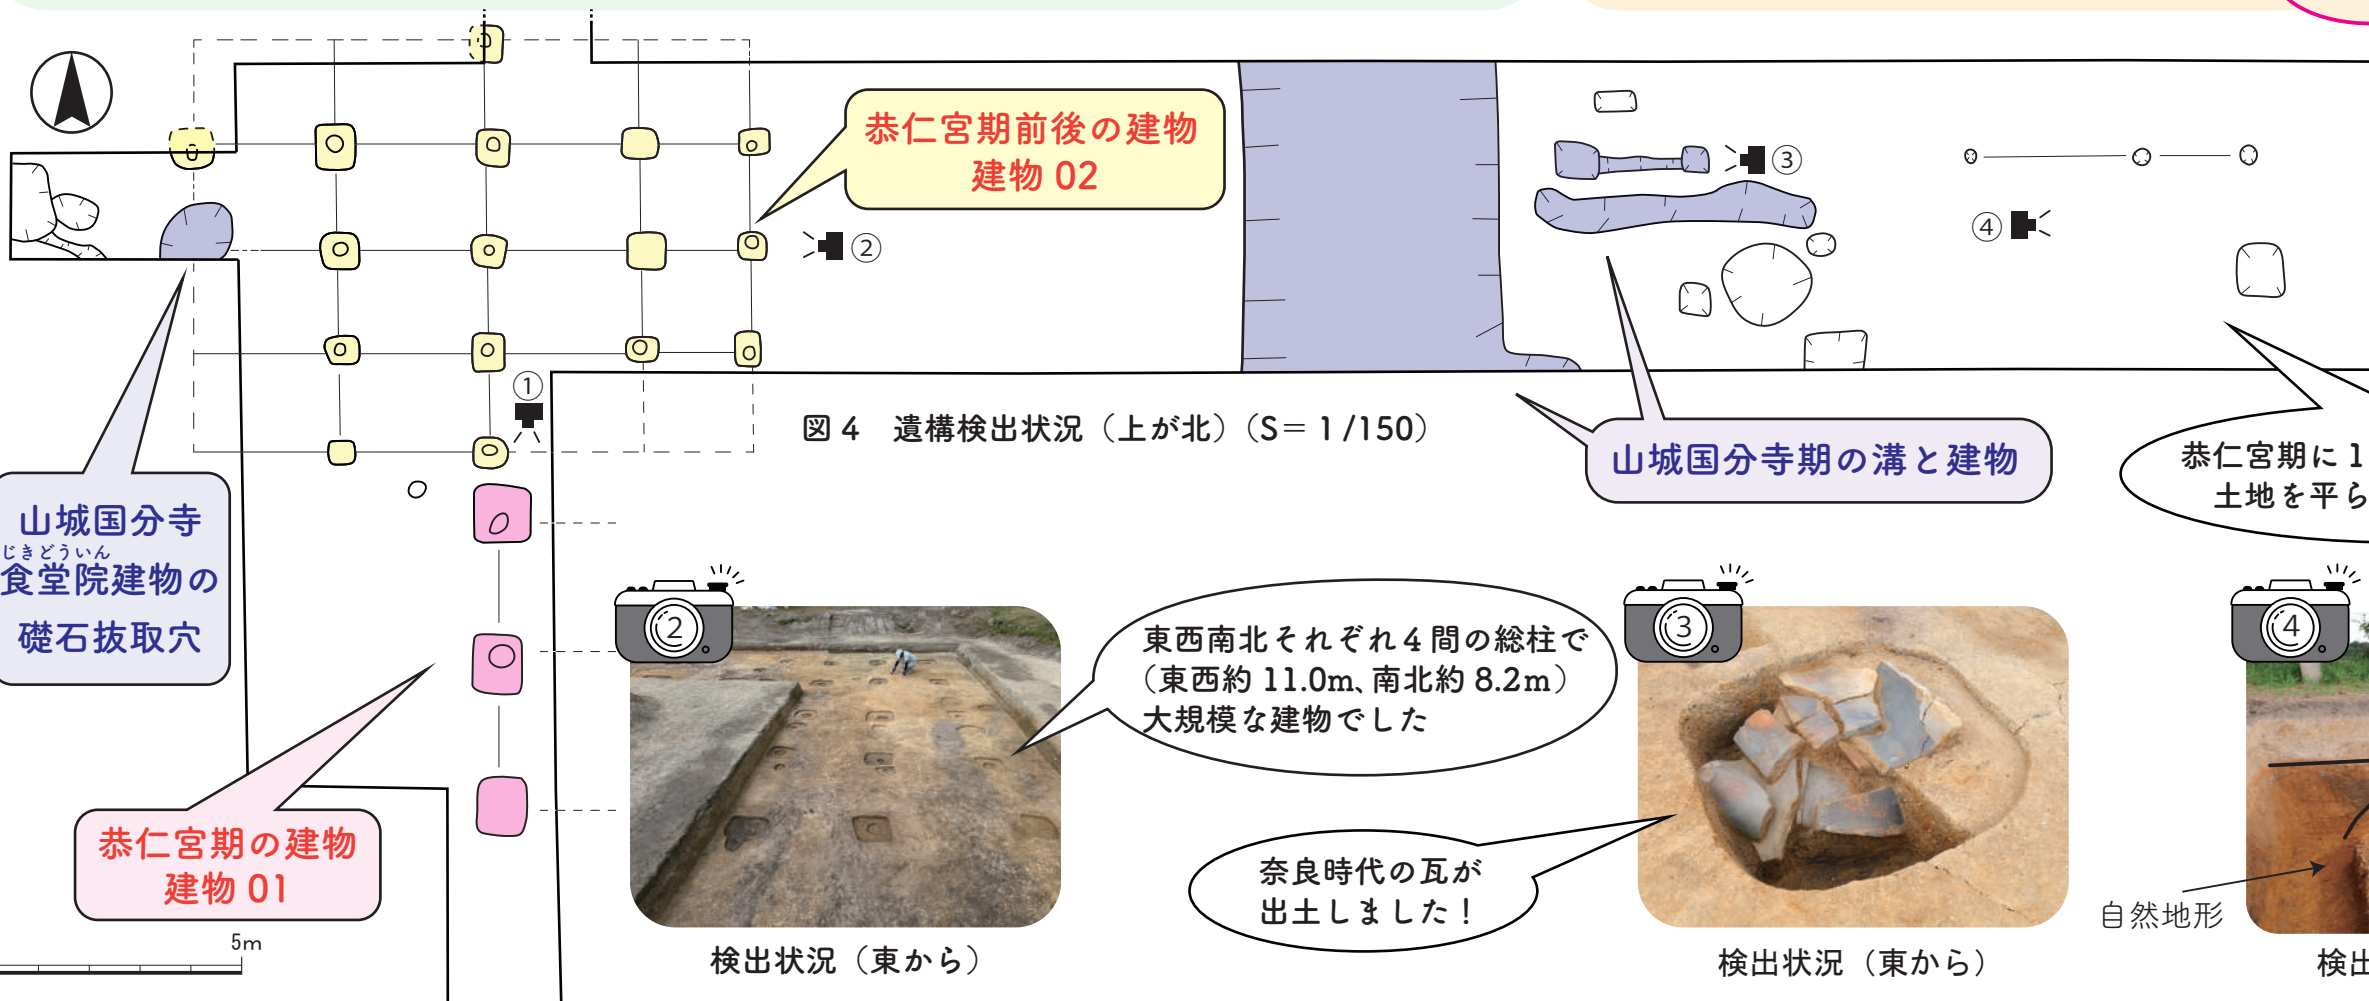 恭仁宮期前後の建物
建物 02
②
③
④
①
図 4　遺構検出状況（上が北）（S＝ 1 /150）
山城国分寺期の溝と建物
恭仁宮期に 1
土地を平ら
山城国分寺
じきどういん
食堂院建物の
礎石抜取穴
恭仁宮期の建物
建物 01
5m
2
東西南北それぞれ 4 間の総柱で
（東西約 11.0m、南北約 8.2m）
大規模な建物でした
検出状況（東から）
3
奈良時代の瓦が
出土しました！
検出状況（東から）
4
自然地形
検出